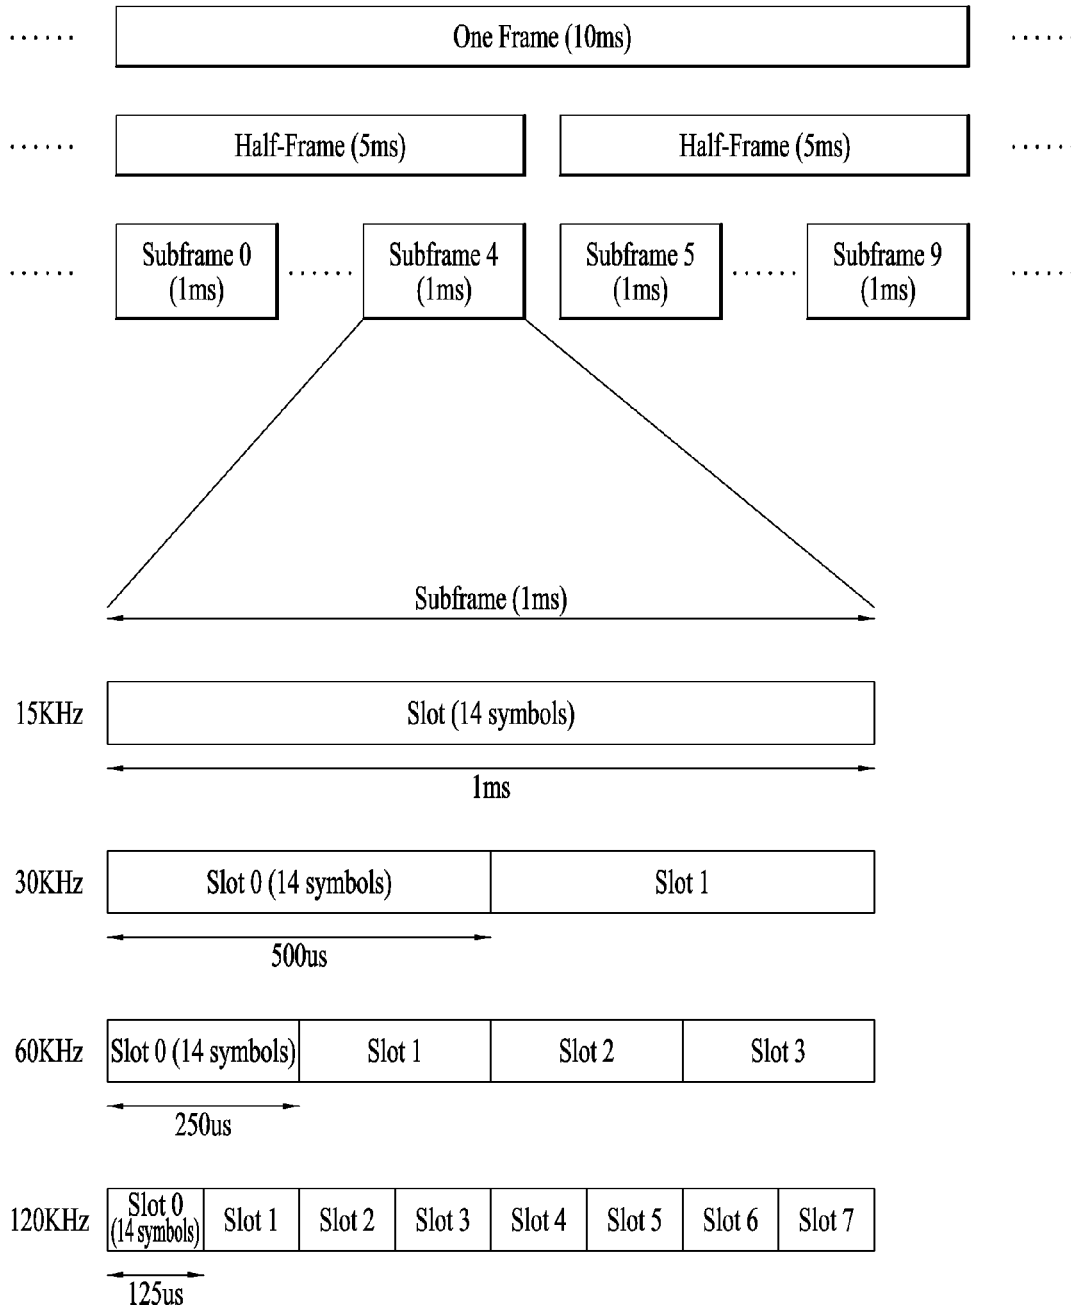 ...... One Frame (10ms) ......
...... Half-Frame (5ms) Half-Frame (5ms) ......
...... Subframe 0 (1ms) ...... Subframe 4 (1ms) Subframe 5 (1ms) ...... Subframe 9 (1ms) ......
Subframe (1ms)
15KHz Slot (14 symbols)
1ms
30KHz Slot 0 (14 symbols) Slot 1
500us
60KHz Slot 0 (14 symbols) Slot 1 Slot 2 Slot 3
250us
120KHz Slot 0 (14 symbols) Slot 1 Slot 2 Slot 3 Slot 4 Slot 5 Slot 6 Slot 7
125us